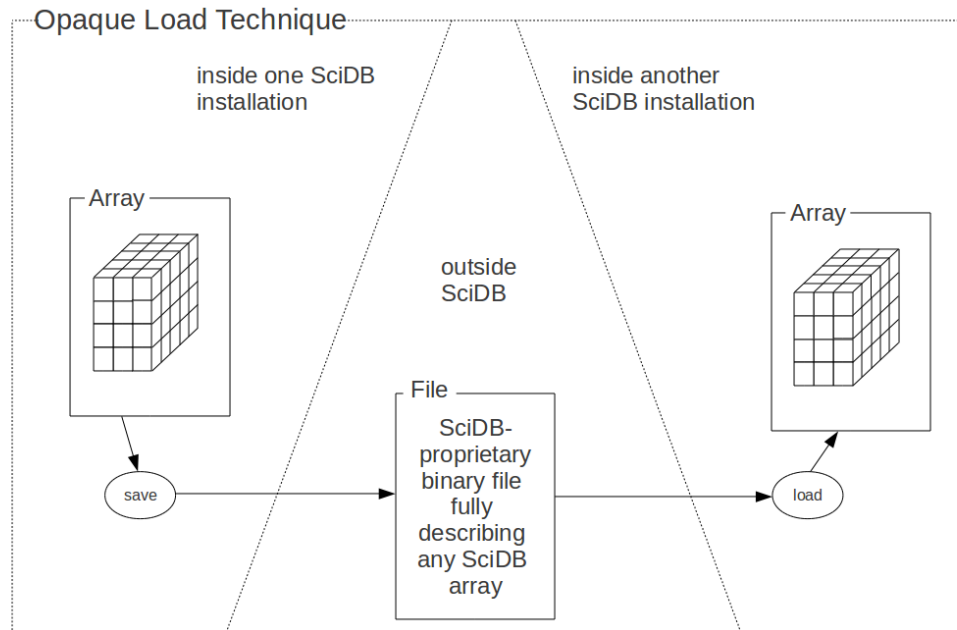 Opaque Load Technique
inside one SciDB
installation
inside another
SciDB installation
Array
Array
outside
SciDB
File
SciDB-
proprietary
binary file
fully
describing
any SciDB
array
save
load